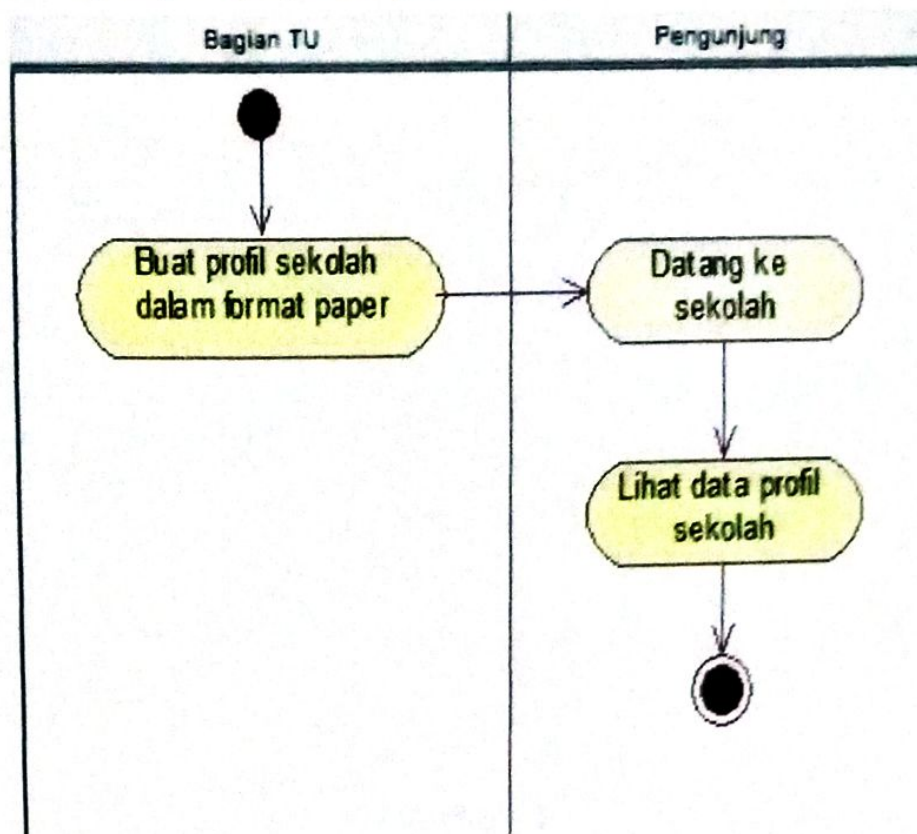 Bagian TU
Pengunjung
Buat profil sekolah
dalam format paper
Datang ke
sekolah
Lihat data profil
sekolah